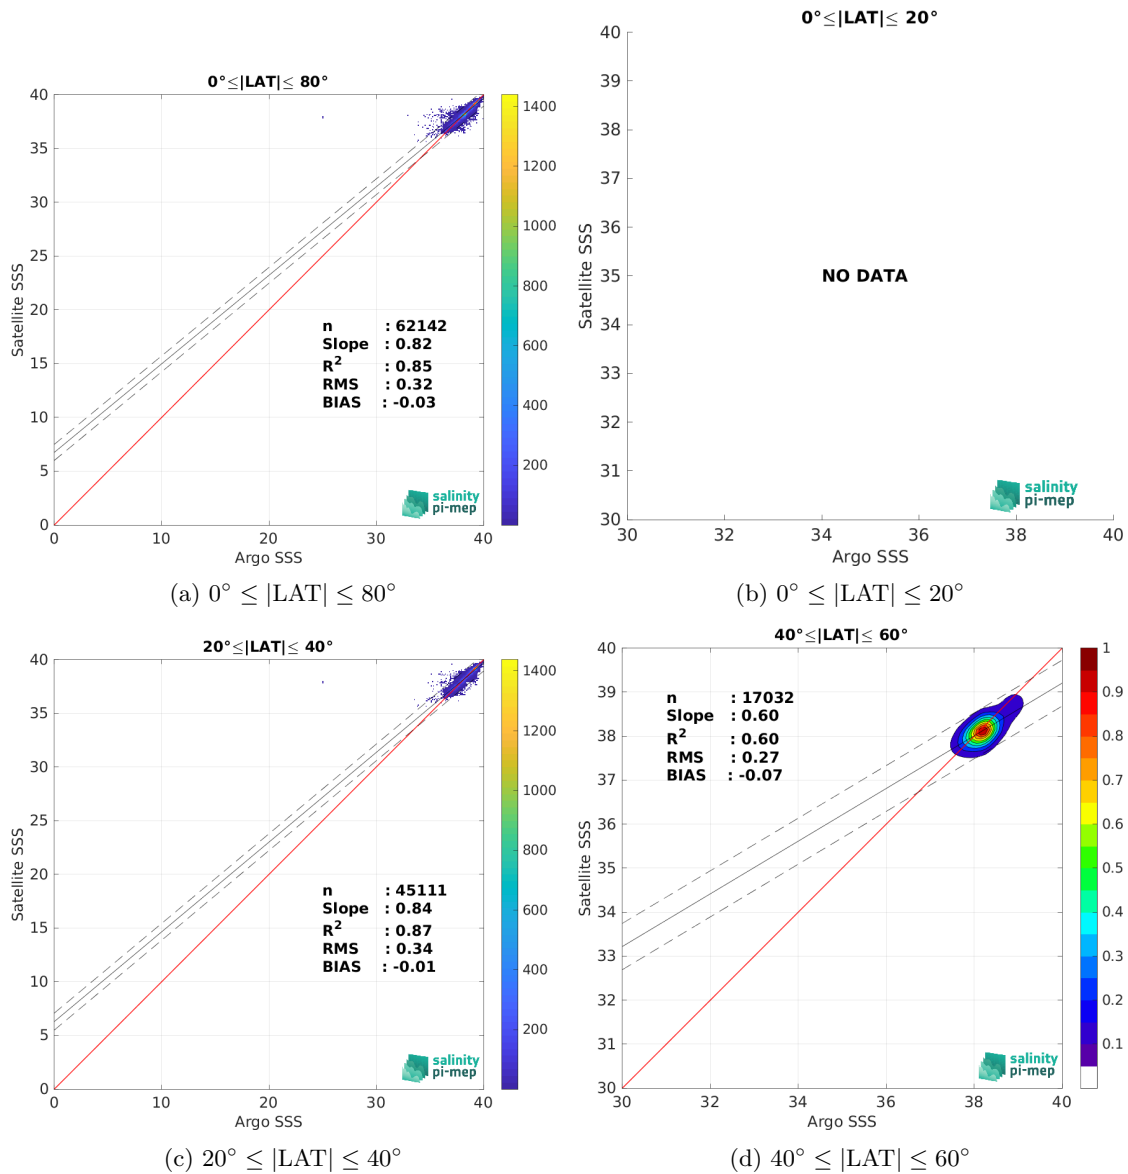 0°≤|LAT|≤ 80°
40
35
30
25
20
15
10
5
0
Satellite SSS
0
10
20
30
40
Argo SSS
1400
1200
1000
800
600
400
200
n : 62142
Slope : 0.82
R² : 0.85
RMS : 0.32
BIAS : -0.03
salinity
pi-mep
(a) 0° ≤ |LAT| ≤ 80°
0°≤|LAT|≤ 20°
40
39
38
37
36
35
34
33
32
31
30
Satellite SSS
NO DATA
30
32
34
36
38
40
Argo SSS
salinity
pi-mep
(b) 0° ≤ |LAT| ≤ 20°
20°≤|LAT|≤ 40°
40
35
30
25
20
15
10
5
0
Satellite SSS
0
10
20
30
40
Argo SSS
1400
1200
1000
800
600
400
200
n : 45111
Slope : 0.84
R² : 0.87
RMS : 0.34
BIAS : -0.01
salinity
pi-mep
(c) 20° ≤ |LAT| ≤ 40°
40°≤|LAT|≤ 60°
40
39
38
37
36
35
34
33
32
31
30
Satellite SSS
30
32
34
36
38
40
Argo SSS
n : 17032
Slope : 0.60
R² : 0.60
RMS : 0.27
BIAS : -0.07
1
0.9
0.8
0.7
0.6
0.5
0.4
0.3
0.2
0.1
salinity
pi-mep
(d) 40° ≤ |LAT| ≤ 60°